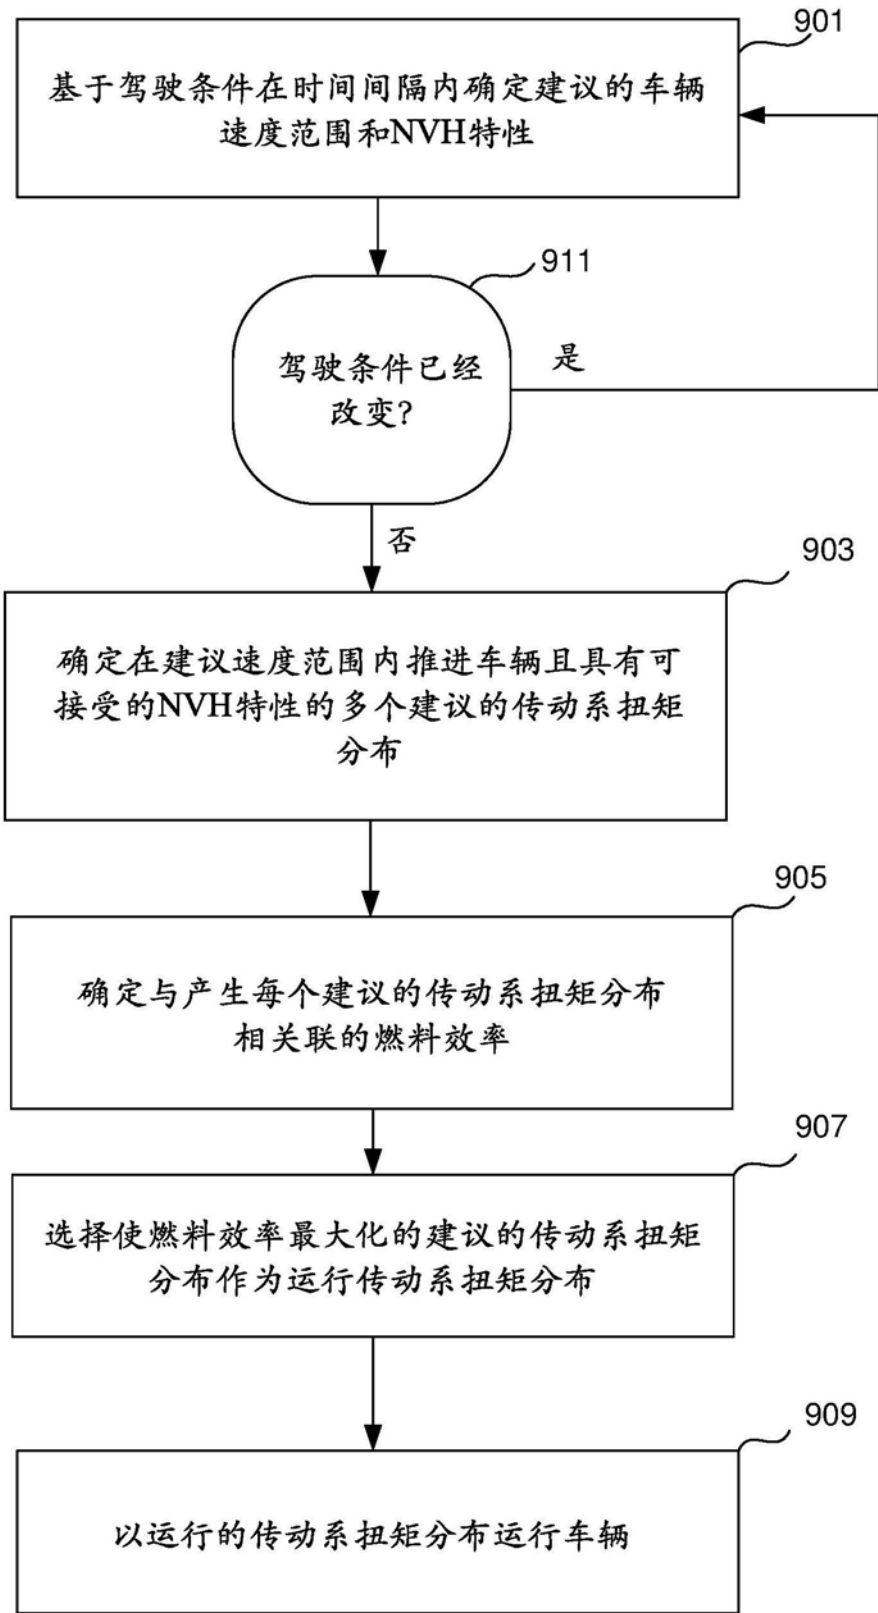 901
基于驾驶条件在时间间隔内确定建议的车辆
速度范围和NVH特性
911
驾驶条件已经
改变?
是
否
903
确定在建议速度范围内推进车辆且具有可
接受的NVH特性的多个建议的传动系扭矩
分布
905
确定与产生每个建议的传动系扭矩分布
相关联的燃料效率
907
选择使燃料效率最大化的建议的传动系扭矩
分布作为运行传动系扭矩分布
909
以运行的传动系扭矩分布运行车辆